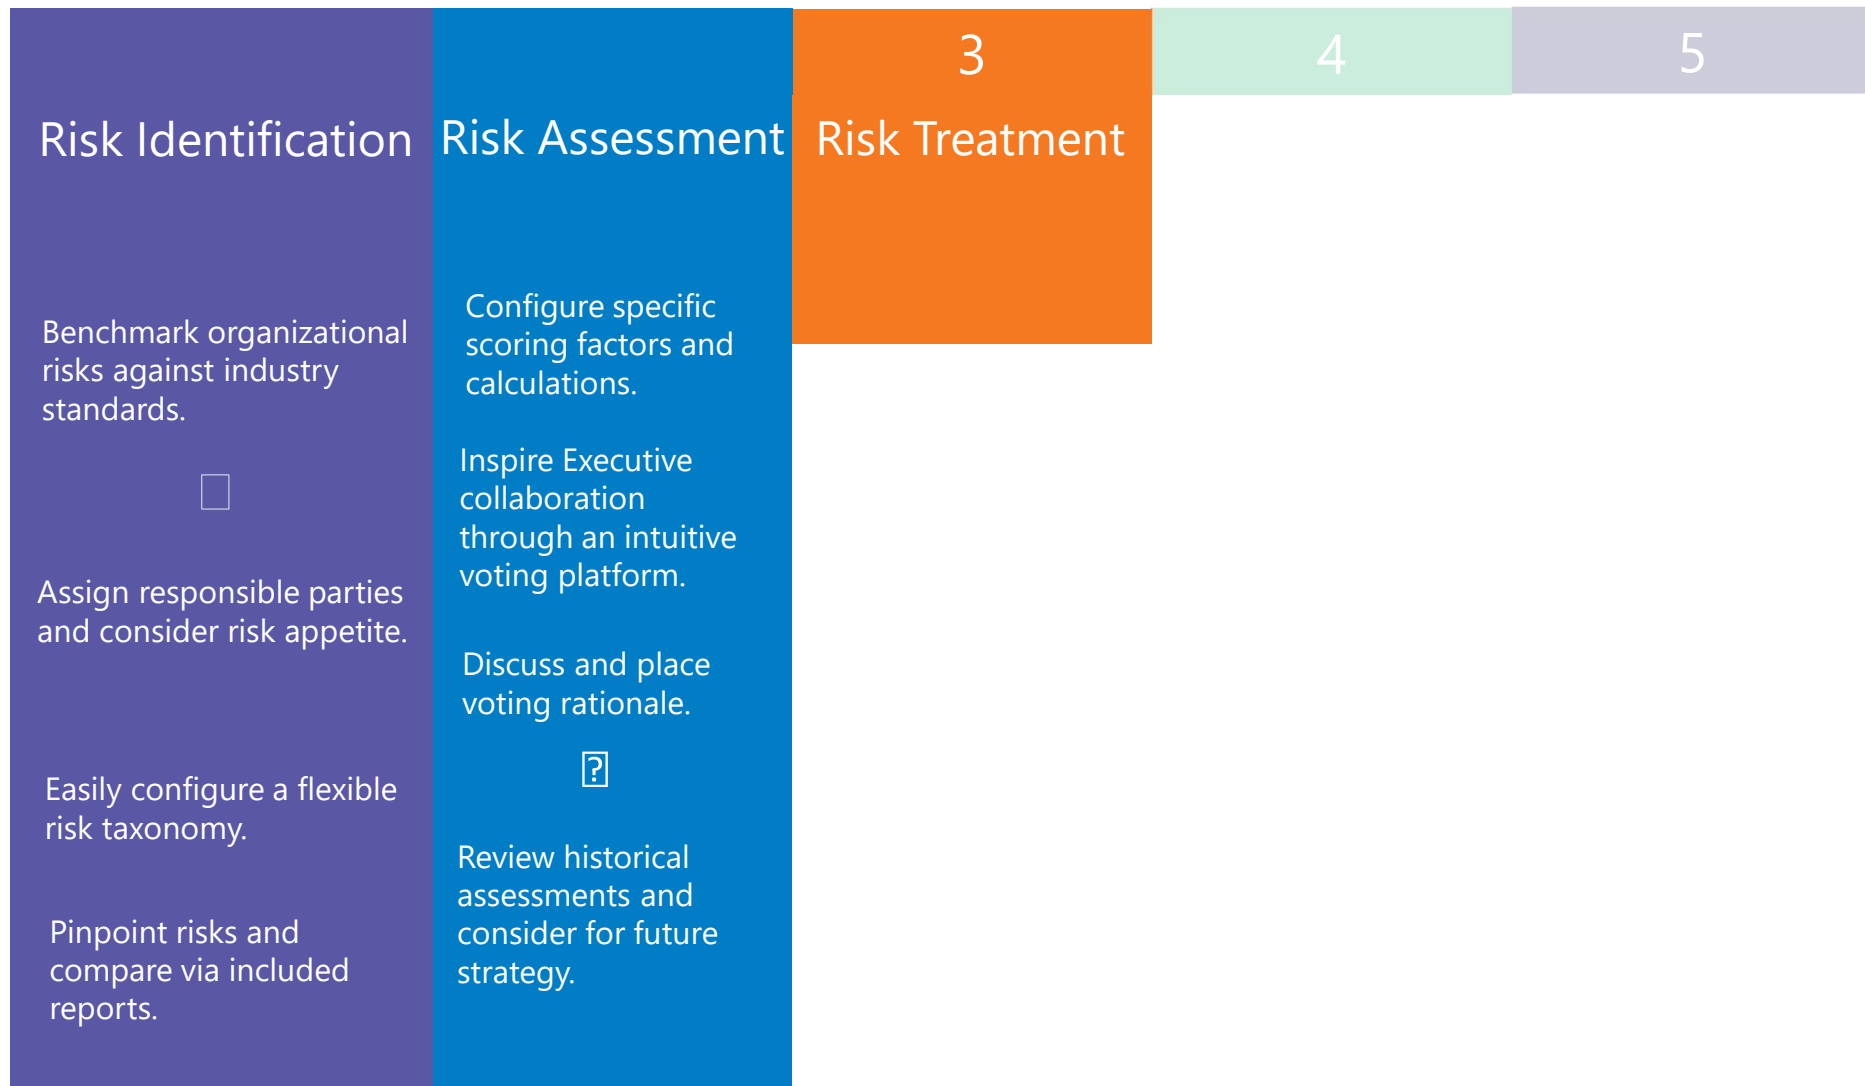 Risk Identification
Benchmark organizational
risks against industry
standards.
Assign responsible parties
and consider risk appetite.
Easily configure a flexible
risk taxonomy.
Pinpoint risks and
compare via included
reports.
Risk Assessment
Configure specific
scoring factors and
calculations.
Inspire Executive
collaboration
through an intuitive
voting platform.
Discuss and place
voting rationale.
Review historical
assessments and
consider for future
strategy.
3
Risk Treatment
4
5